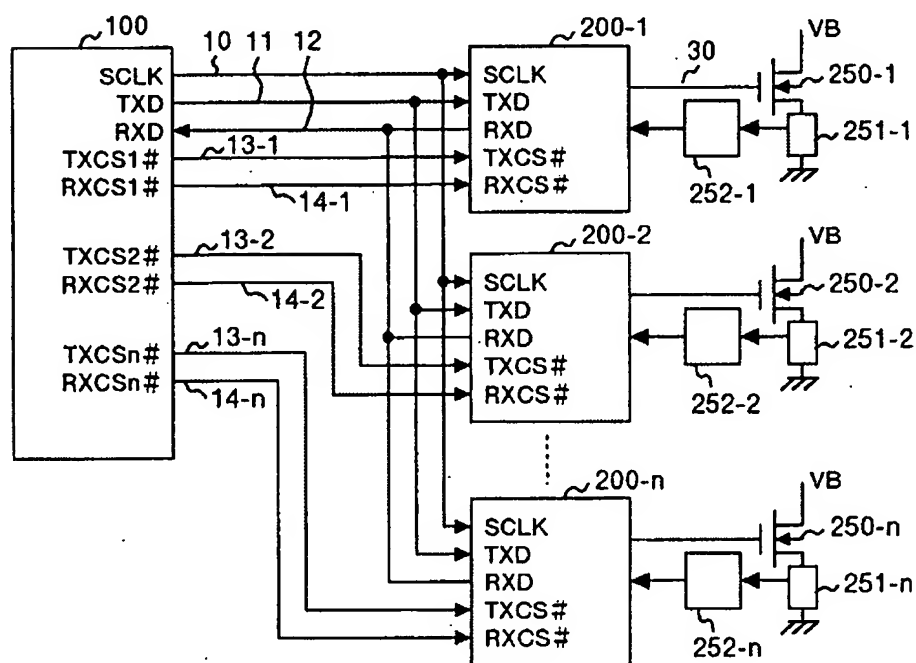 100
SCLK
TXD
RXD
TXCS1#
RXCS1#
TXCS2#
RXCS2#
TXCSn#
RXCSn#
10
11
12
13-1
14-1
13-2
14-2
13-n
14-n
200-1
SCLK
TXD
RXD
TXCS#
RXCS#
30
VB
250-1
251-1
252-1
200-2
SCLK
TXD
RXD
TXCS#
RXCS#
VB
250-2
251-2
252-2
200-n
SCLK
TXD
RXD
TXCS#
RXCS#
VB
250-n
251-n
252-n